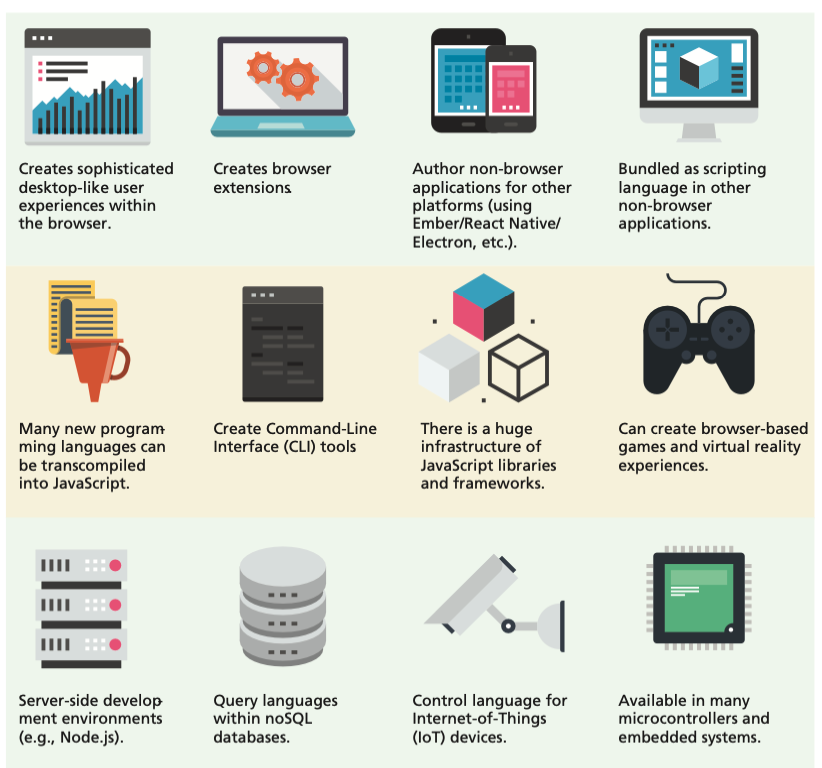 Creates sophisticated
desktop-like user
experiences within
the browser.
Creates browser
extensions.
Author non-browser
applications for other
platforms (using
Ember/React Native/
Electron, etc.).
Bundled as scripting
language in other
non-browser
applications.
Many new program-
ming languages can
be transcompiled
into JavaScript.
Create Command-Line
Interface (CLI) tools
There is a huge
infrastructure of
JavaScript libraries
and frameworks.
Can create browser-based
games and virtual reality
experiences.
Server-side develop-
ment environments
(e.g., Node.js).
Query languages
within noSQL
databases.
Control language for
Internet-of-Things
(IoT) devices.
Available in many
microcontrollers and
embedded systems.